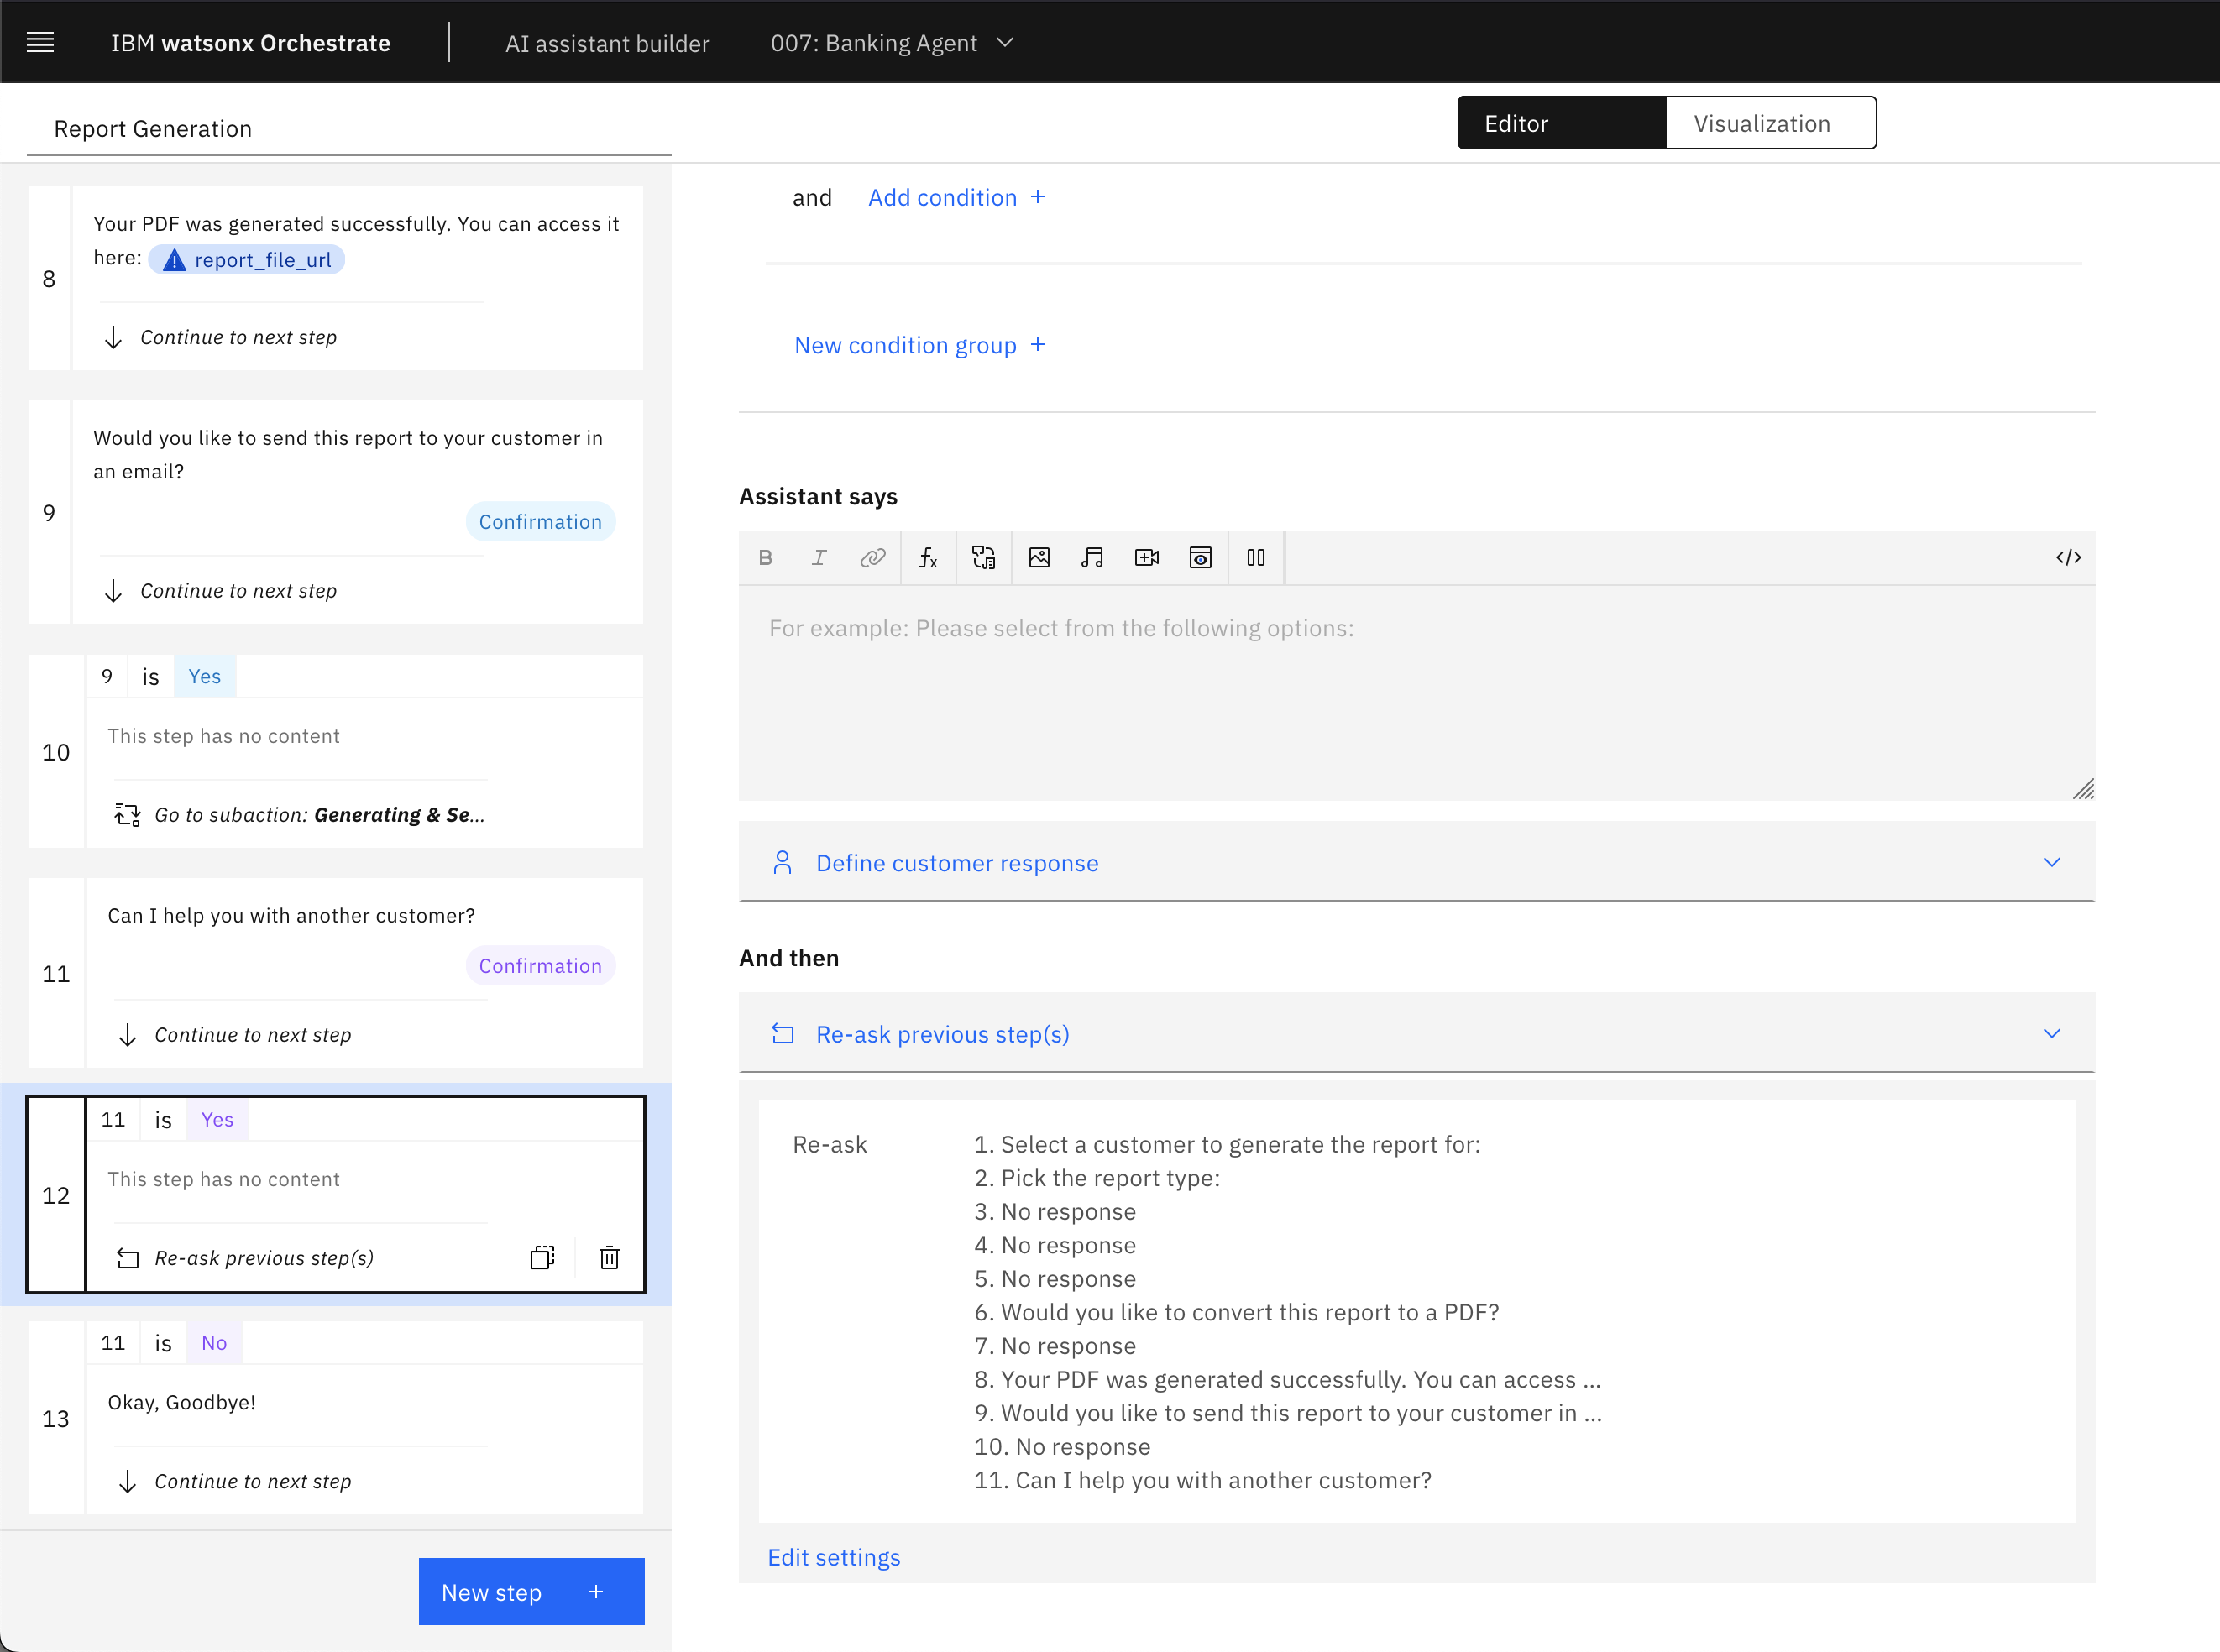 IBM watsonx Orchestrate
AI assistant builder
007: Banking Agent
Report Generation
Editor
Visualization
8
Your PDF was generated successfully. You can access it
here: report_file_url
Continue to next step
9
Would you like to send this report to your customer in
an email?
Confirmation
Continue to next step
10
9 is Yes
This step has no content
Go to subaction: Generating & Se...
11
Can I help you with another customer?
Confirmation
Continue to next step
12
11 is Yes
This step has no content
Re-ask previous step(s)
13
11 is No
Okay, Goodbye!
Continue to next step
New step +
and Add condition +
New condition group +
Assistant says
B I fx </>
For example: Please select from the following options:
Define customer response
And then
Re-ask previous step(s)
Re-ask
1. Select a customer to generate the report for:
2. Pick the report type:
3. No response
4. No response
5. No response
6. Would you like to convert this report to a PDF?
7. No response
8. Your PDF was generated successfully. You can access ...
9. Would you like to send this report to your customer in ...
10. No response
11. Can I help you with another customer?
Edit settings